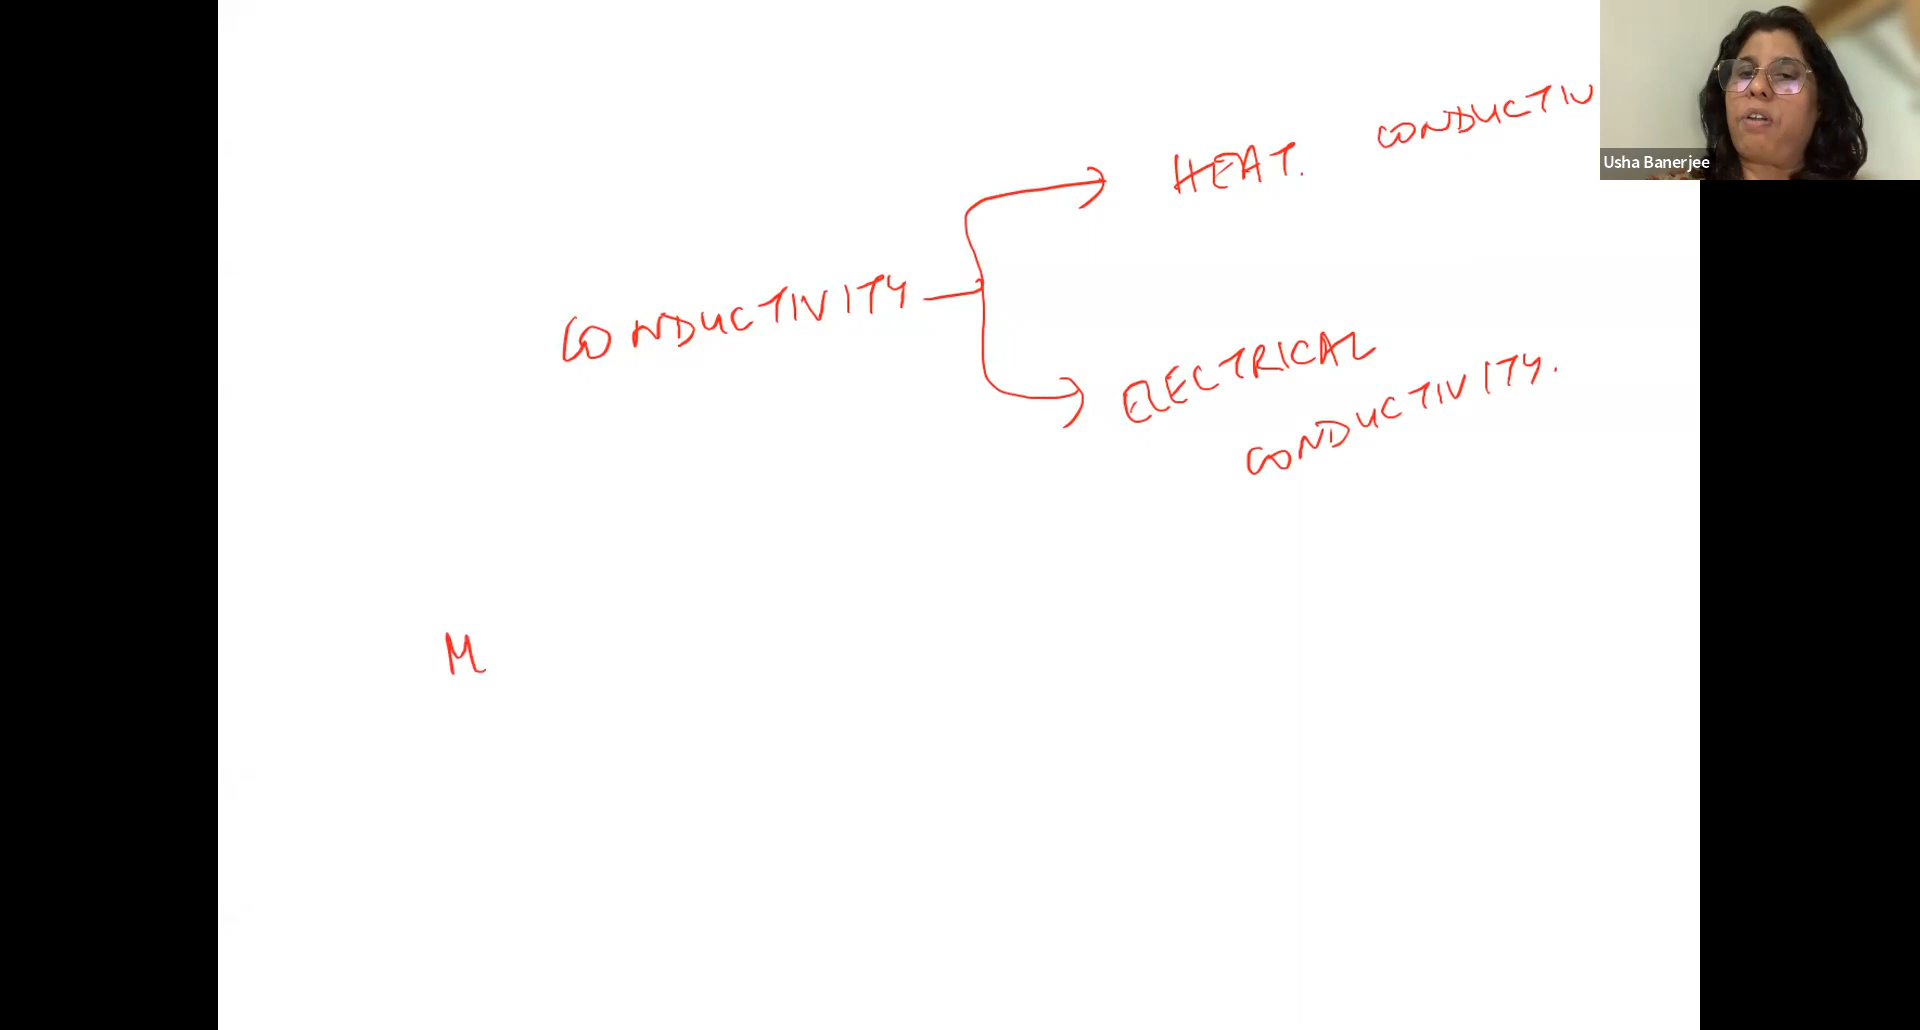 HEAT. CONDUCTIV
Usha Banerjee
CONDUCTIVITY
ELECTRICAL
CONDUCTIVITY.
M